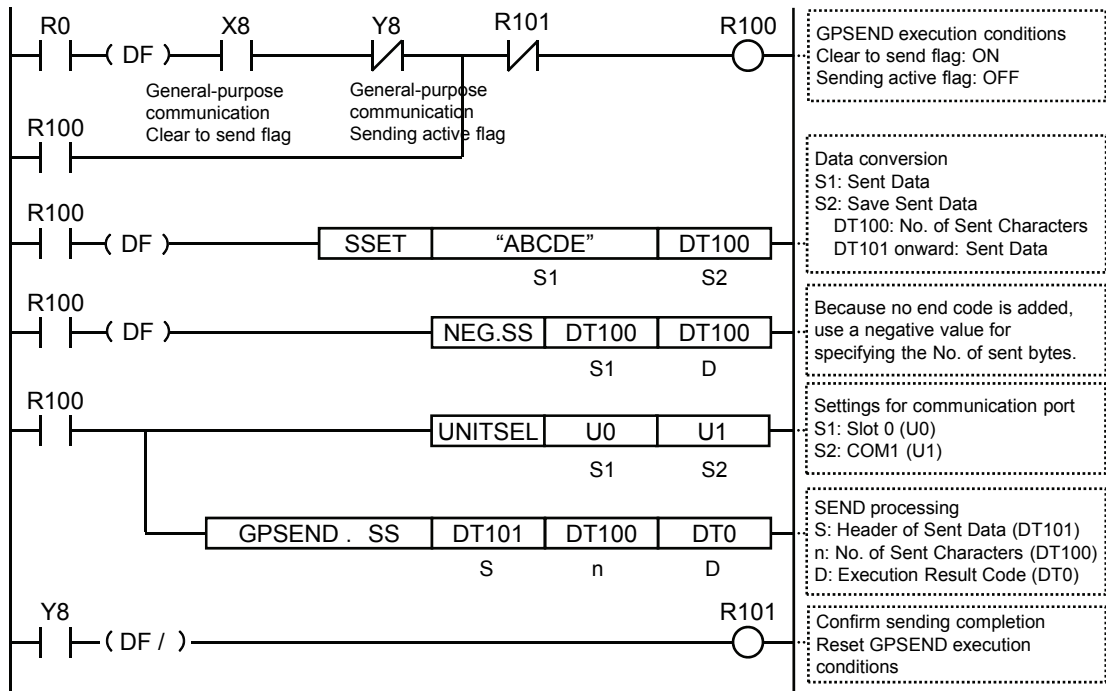 R0
X8
Y8
R101
R100
( DF )
General-purpose
communication
Clear to send flag
General-purpose
communication
Sending active flag
GPSEND execution conditions
Clear to send flag: ON
Sending active flag: OFF
R100
R100
( DF )
SSET
“ABCDE”
DT100
S1
S2
Data conversion
S1: Sent Data
S2: Save Sent Data
DT100: No. of Sent Characters
DT101 onward: Sent Data
R100
( DF )
NEG.SS
DT100
DT100
S1
D
Because no end code is added,
use a negative value for
specifying the No. of sent bytes.
R100
UNITSEL
U0
U1
S1
S2
Settings for communication port
S1: Slot 0 (U0)
S2: COM1 (U1)
GPSEND . SS
DT101
DT100
DT0
S
n
D
SEND processing
S: Header of Sent Data (DT101)
n: No. of Sent Characters (DT100)
D: Execution Result Code (DT0)
Y8
( DF / )
R101
Confirm sending completion
Reset GPSEND execution
conditions